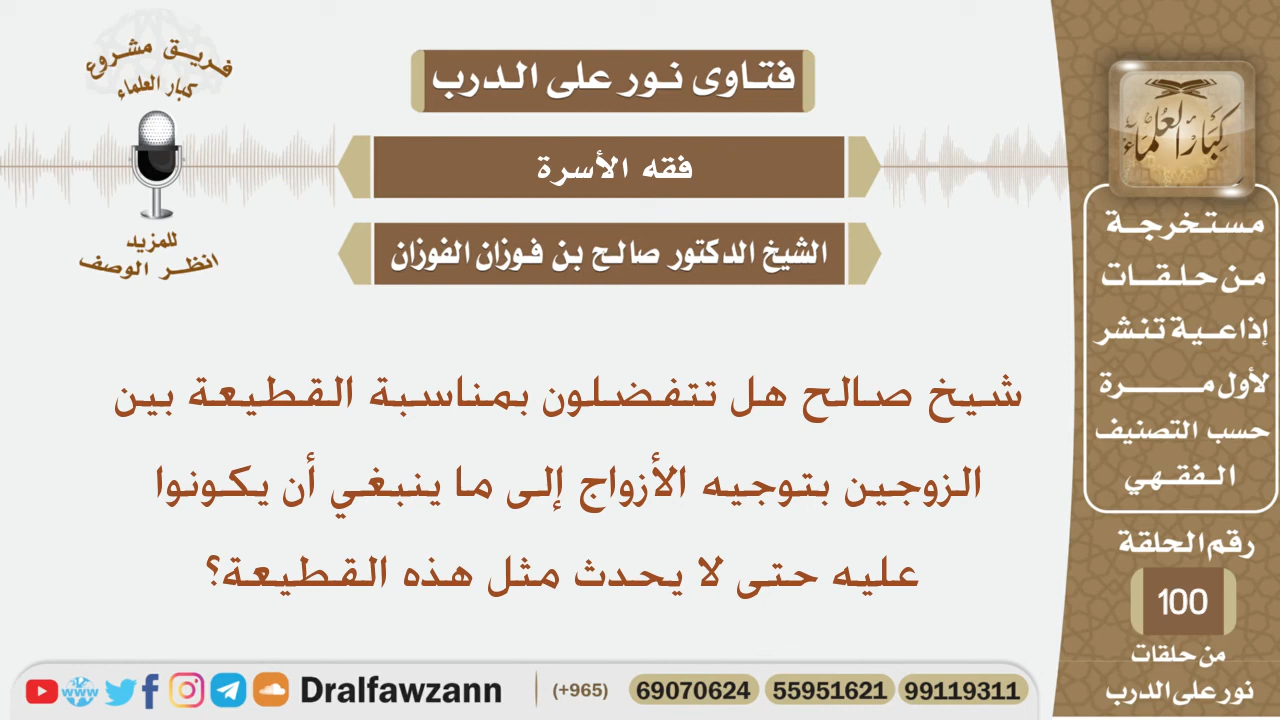 فريق مشروع
كبار العلماء
للمزيد
انظر الوصف
فتاوى نور على الدرب
فقه الأسرة
الشيخ الدكتور صالح بن فوزان الفوزان
شيخ صالح هل تتفضلون بمناسبة القطيعة بين
الزوجين بتوجيه الأزواج إلى ما ينبغي أن يكونوا
عليه حتى لا يحدث مثل هذه القطيعة؟
كبار العلماء
مستخرجة
من حلقات
إذاعية تنشر
لأول مرة
حسب التصنيف
الفقهي
رقم الحلقة
100
من حلقات
نور على الدرب
www Dralfawzann (+965) 69070624 55951621 99119311